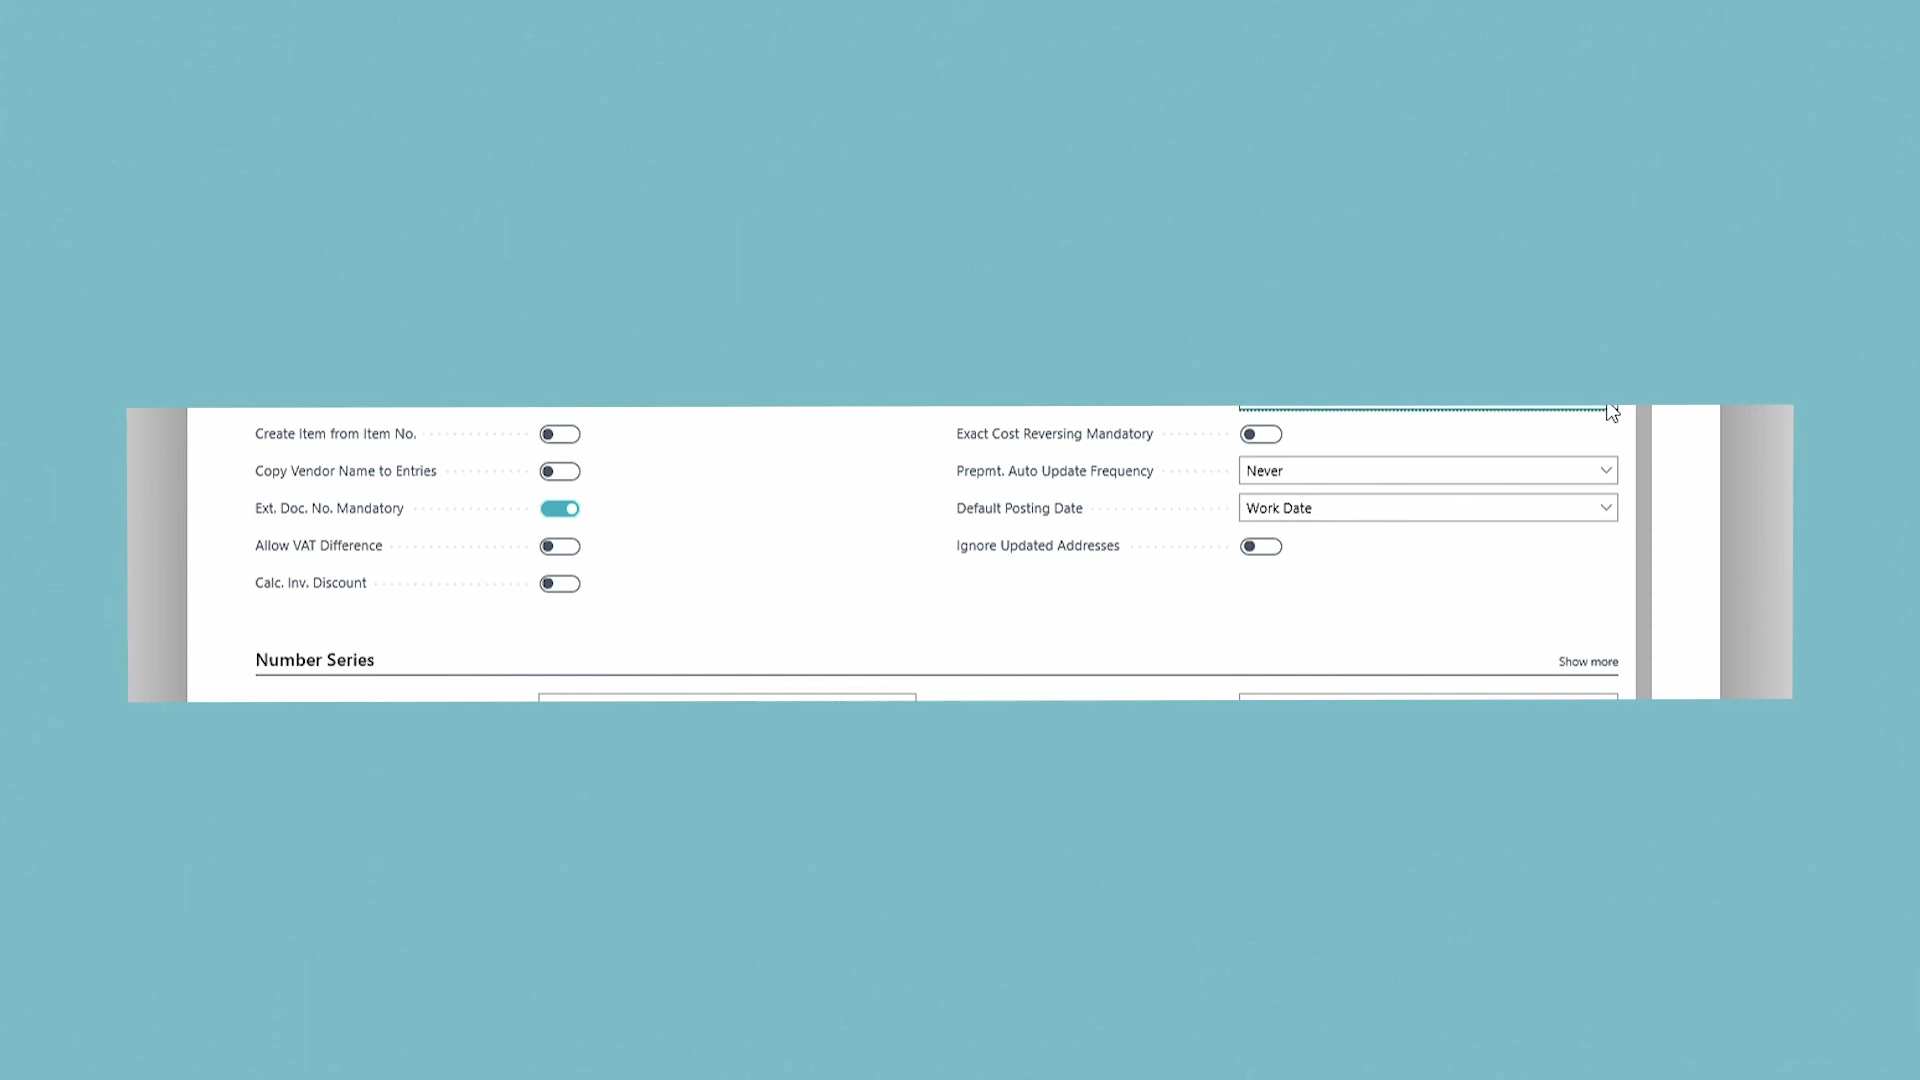 Create Item from Item No.
Copy Vendor Name to Entries
Ext. Doc. No. Mandatory
Allow VAT Difference
Calc. Inv. Discount
Exact Cost Reversing Mandatory
Prepmt. Auto Update Frequency Never
Default Posting Date Work Date
Ignore Updated Addresses
Number Series Show more